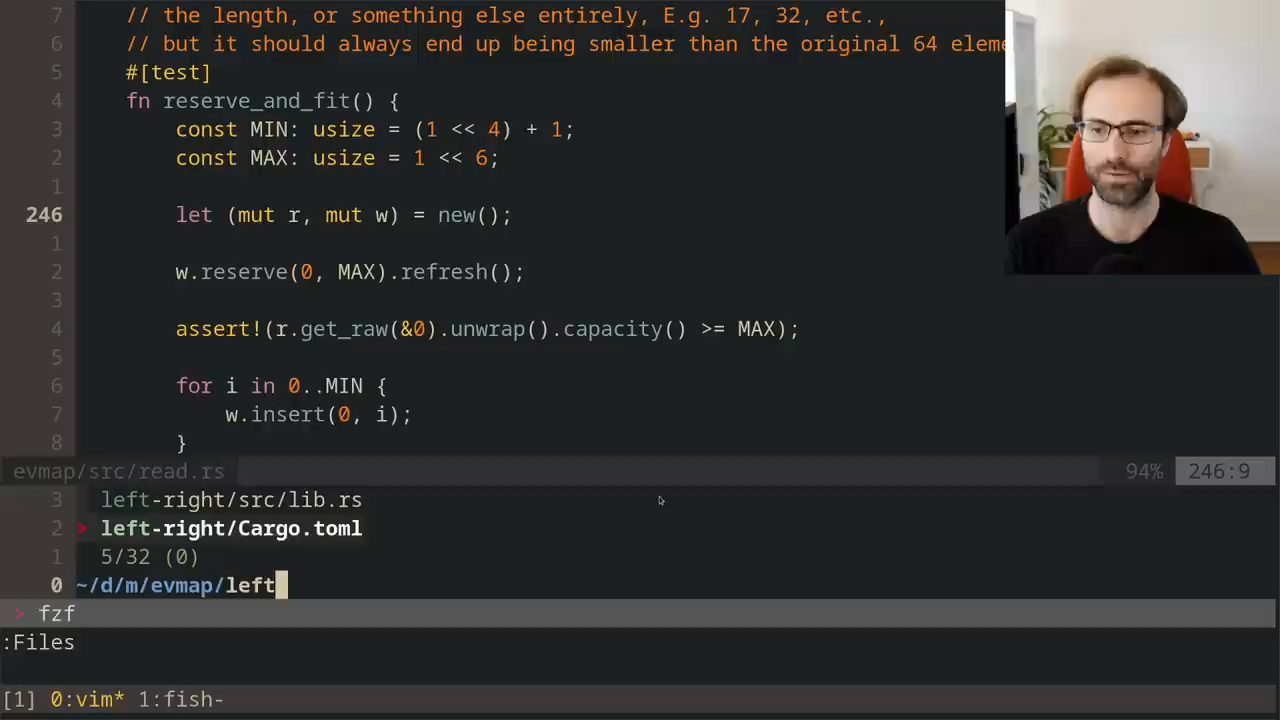 7 // the length, or something else entirely, E.g. 17, 32, etc.,
6 // but it should always end up being smaller than the original 64
5 #[test]
4 fn reserve_and_fit() {
3 const MIN: usize = (1 << 4) + 1;
2 const MAX: usize = 1 << 6;
1
246 let (mut r, mut w) = new();
1
2 w.reserve(0, MAX).refresh();
3
4 assert!(r.get_raw(&0).unwrap().capacity() >= MAX);
5
6 for i in 0..MIN {
7 w.insert(0, i);
8 }
evmap/src/read.rs 94% 246:9
3 left-right/src/lib.rs
2 > left-right/Cargo.toml
1 5/32 (0)
0 ~/d/m/evmap/left
> fzf
:Files
[1] 0:vim* 1:fish-